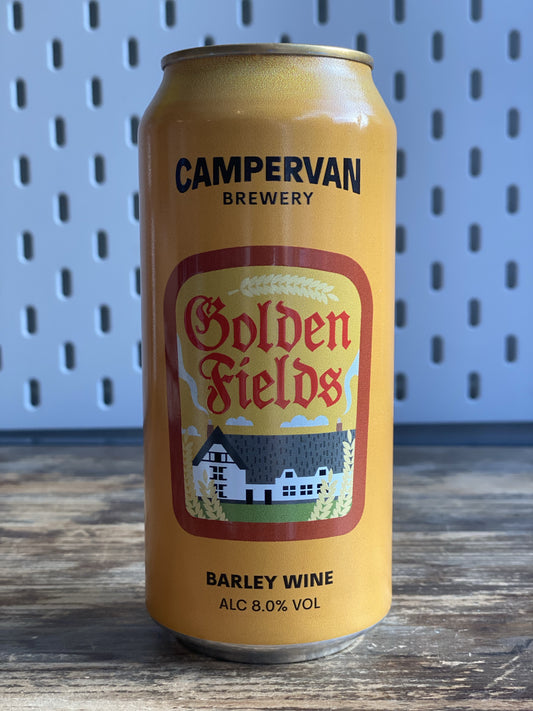 CAMPERVAN
BREWERY
Golden
Fields
BARLEY WINE
ALC 8.0% VOL